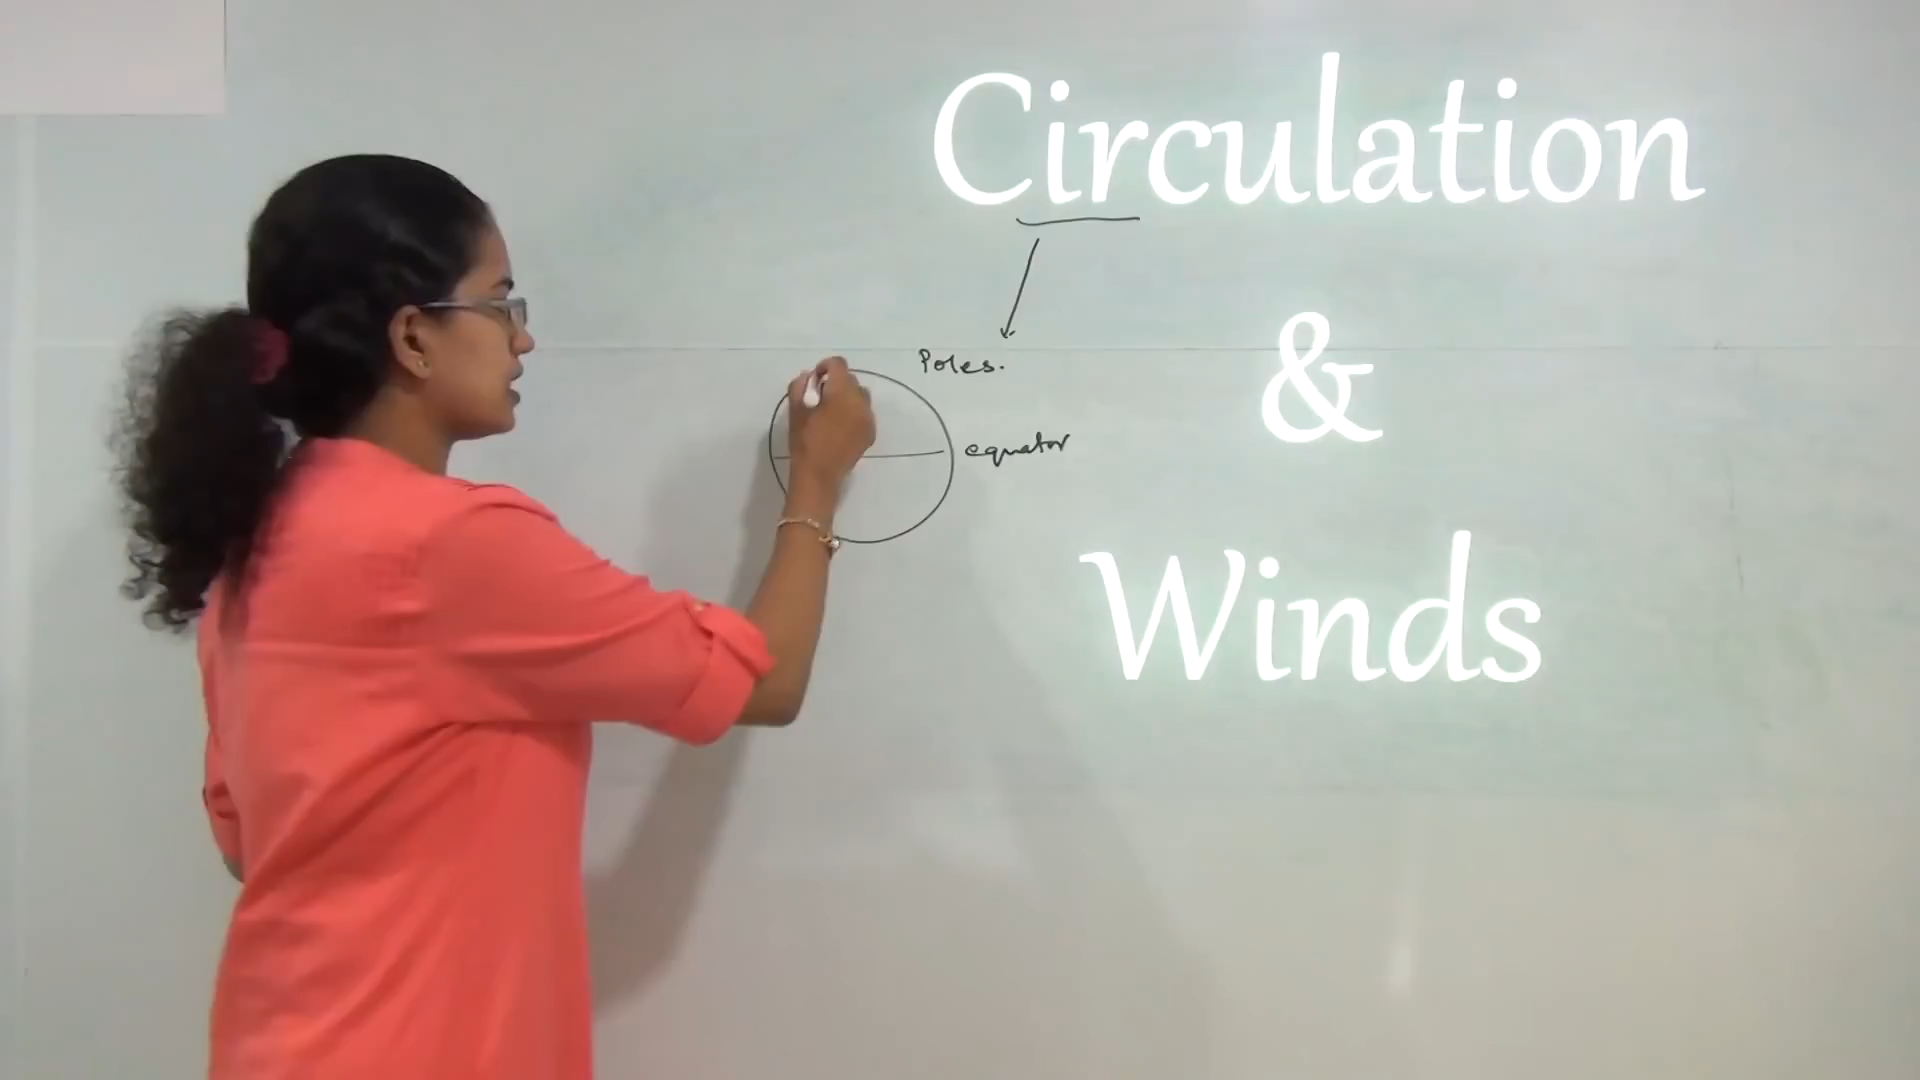 Circulation
&
Winds
Poles.
equator